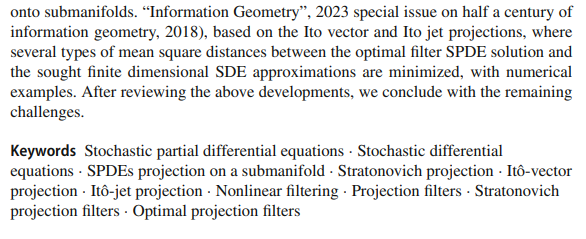 onto submanifolds. “Information Geometry”, 2023 special issue on half a century of
information geometry, 2018), based on the Ito vector and Ito jet projections, where
several types of mean square distances between the optimal filter SPDE solution and
the sought finite dimensional SDE approximations are minimized, with numerical
examples. After reviewing the above developments, we conclude with the remaining
challenges.
Keywords Stochastic partial differential equations · Stochastic differential
equations · SPDEs projection on a submanifold · Stratonovich projection · Itô-vector
projection · Itô-jet projection · Nonlinear filtering · Projection filters · Stratonovich
projection filters · Optimal projection filters